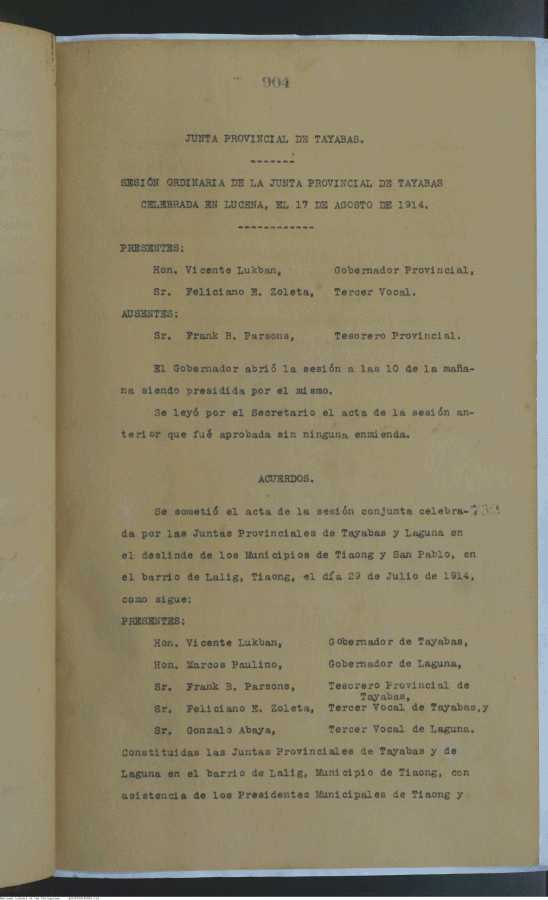 904
JUNTA PROVINCIAL DE TAYABAS.
-------
SESIÓN ORDINARIA DE LA JUNTA PROVINCIAL DE TAYABAS
CELEBRADA EN LUCENA, EL 17 DE AGOSTO DE 1914.
------------
PRESENTES:
Hon. Vicente Lukban, Gobernador Provincial,
Sr. Feliciano E. Zoleta, Tercer Vocal.
AUSENTES:
Sr. Frank B. Parsons, Tesorero Provincial.
El Gobernador abrió la sesión a las 10 de la maña-
na siendo presidida por el mismo.
Se leyó por el Secretario el acta de la sesión an-
terior que fué aprobada sin ninguna enmienda.
ACUERDOS.
Se sometió el acta de la sesión conjunta celebra-
da por las Juntas Provinciales de Tayabas y Laguna en
el deslinde de los Municipios de Tiaong y San Pablo, en
el barrio de Lalig, Tiaong, el día 29 de Julio de 1914,
como sigue:
PRESENTES:
Hon. Vicente Lukban, Gobernador de Tayabas,
Hon. Marcos Paulino, Gobernador de Laguna,
Sr. Frank B. Parsons, Tesorero Provincial de
Tayabas,
Sr. Feliciano E. Zoleta, Tercer Vocal de Tayabas,y
Sr. Gonzalo Abaya, Tercer Vocal de Laguna.
Constituidas las Juntas Provinciales de Tayabas y de
Laguna en el barrio de Lalig, Municipio de Tiaong, con
asistencia de los Presidentes Municipales de Tiaong y
National Library of the Philippines